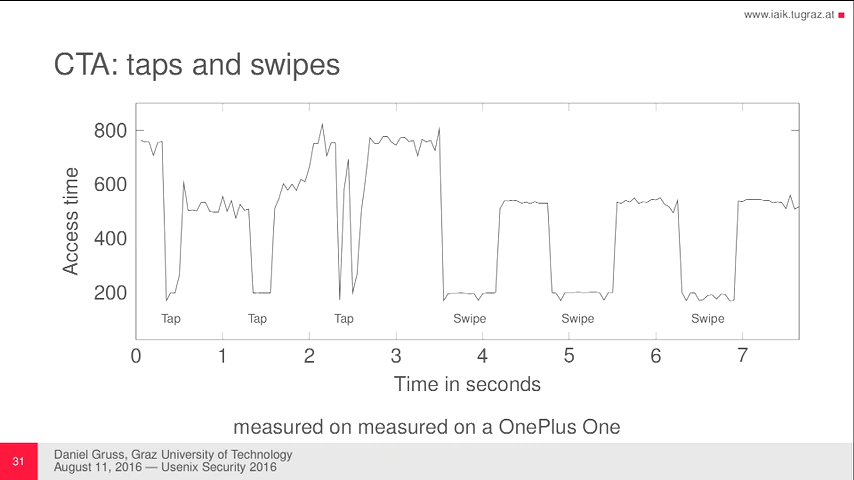 www.iaik.tugraz.at
CTA: taps and swipes
800
600
400
200
Access time
Tap Tap Tap Swipe Swipe Swipe
0 1 2 3 4 5 6 7
Time in seconds
measured on measured on a OnePlus One
31
Daniel Gruss, Graz University of Technology
August 11, 2016 — Usenix Security 2016